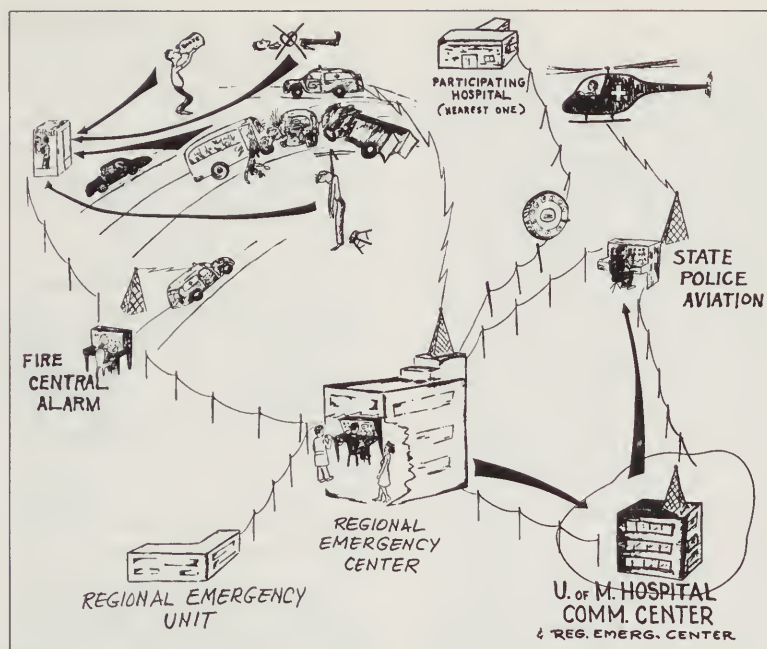 PARTICIPATING
HOSPITAL
(NEAREST ONE)
STATE
POLICE
AVIATION
FIRE
CENTRAL
ALARM
REGIONAL
EMERGENCY
CENTER
REGIONAL EMERGENCY
UNIT
U. OF M. HOSPITAL
COMM. CENTER
& REG. EMERG. CENTER